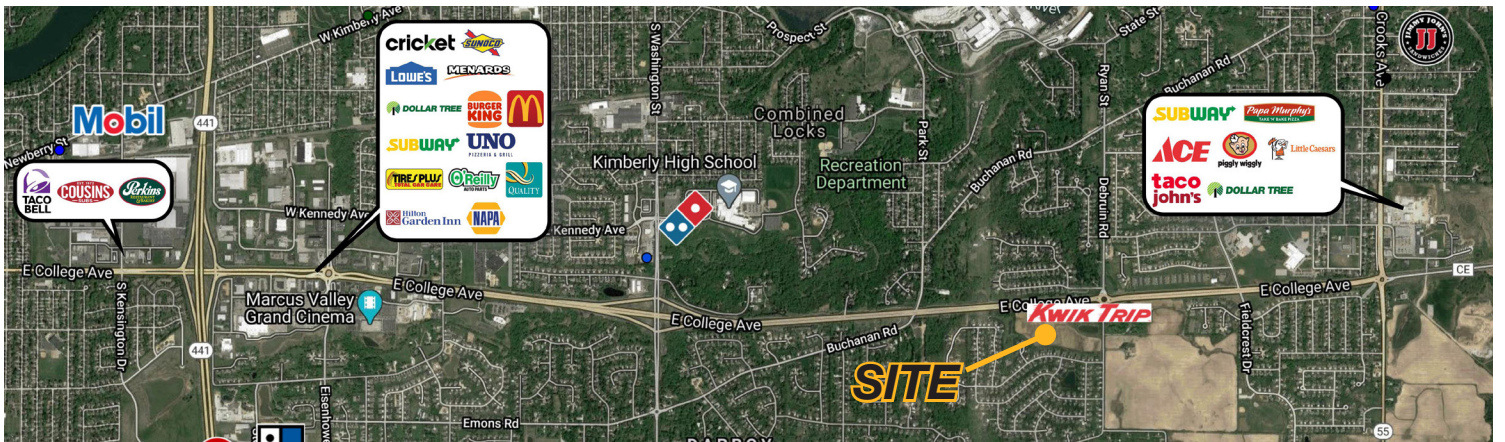 W Kimberly Ave
S Washington St
Prospect St
River
State St
Crooks Ave
JIMMY JOHN'S
JJ
SANDWICHES
cricket
SUNOCO
LOWE'S
MENARDS
DOLLAR TREE
BURGER KING
SUBWAY
UNO
PIZZERIA & GRILL
TIRES PLUS
TOTAL CAR CARE
O'Reilly
AUTO PARTS
QUALITY
Hilton
Garden Inn
NAPA
Mobil
441
Newberry St
TACO
BELL
COUSINS
SUBS
Perkins
Combined
Locks
Ryan St
Buchanan Rd
SUBWAY
Papa Murphy's
TAKE 'N' BAKE PIZZA
ACE
piggly wiggly
Little Caesars
taco
john's
DOLLAR TREE
Park St
Kimberly High School
Recreation
Department
Buchanan Rd
Debruin Rd
W Kennedy Ave
Kennedy Ave
E College Ave
CE
S Kensington Dr
Marcus Valley
Grand Cinema
E College Ave
E College Ave
E College Ave
E College Ave
KWIK TRIP
Buchanan Rd
Fieldcrest Dr
441
SITE
Emons Rd
DARBOY
55